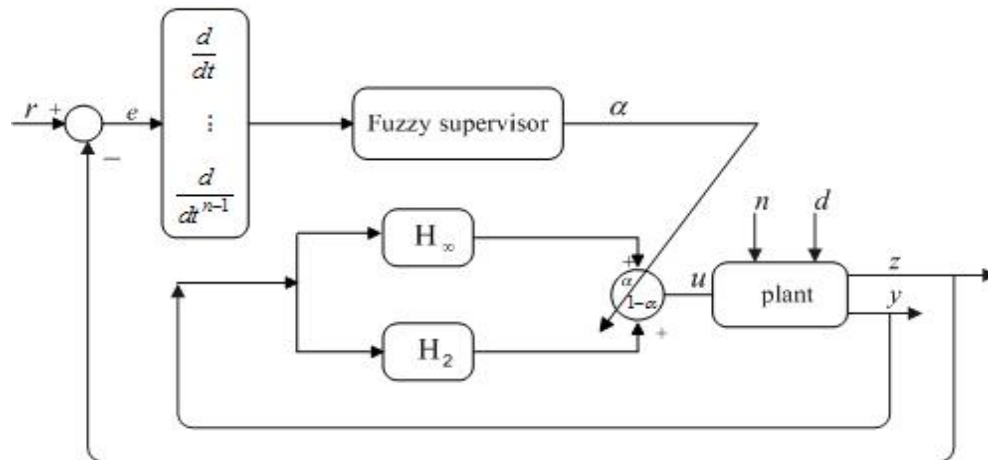 d
dt
r + e
⋮
Fuzzy supervisor
α
−
d
dt^{n−1}
n d
H∞
+
α
1−α
u
plant
z
y
+
H₂